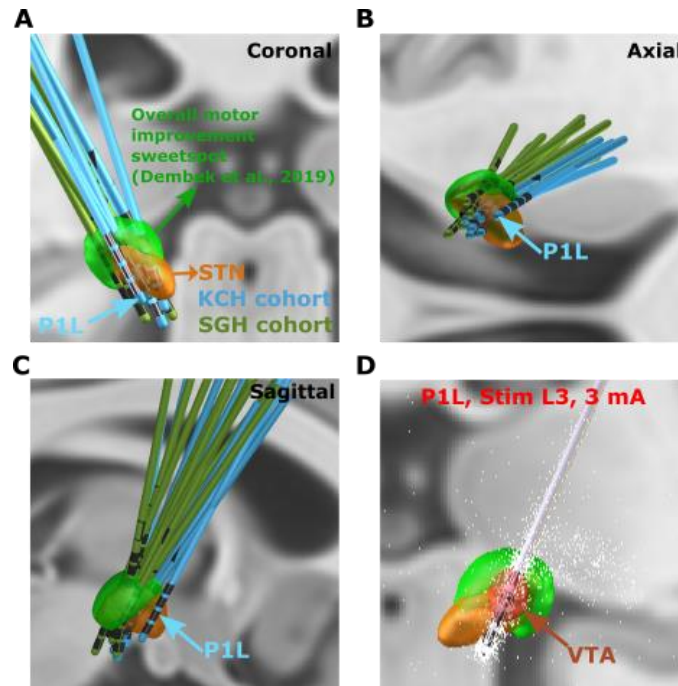 A
Coronal
Overall motor
improvement
sweetspot
(Dembek et al., 2019)
STN
KCH cohort
P1L
SGH cohort
B
Axial
P1L
C
Sagittal
P1L
D
P1L, Stim L3, 3 mA
VTA